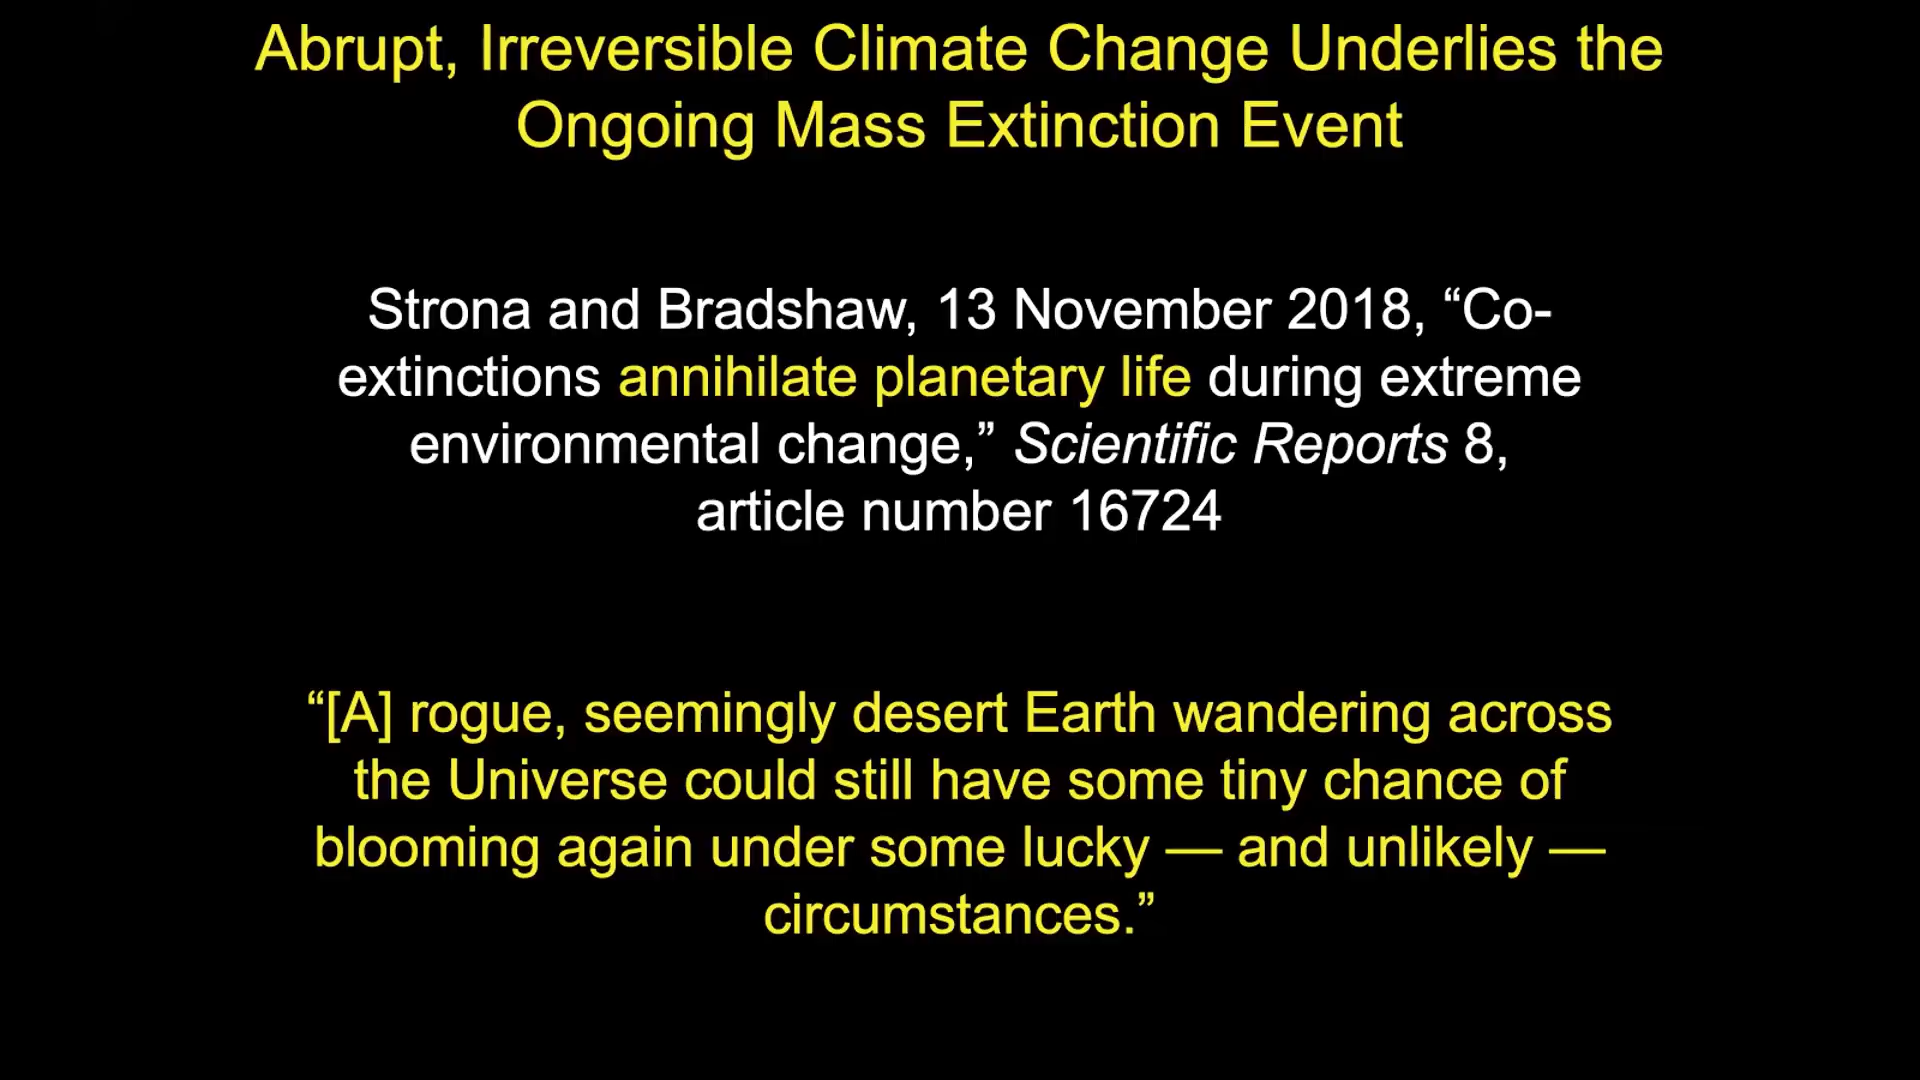 Abrupt, Irreversible Climate Change Underlies the
Ongoing Mass Extinction Event
Strona and Bradshaw, 13 November 2018, “Co-
extinctions annihilate planetary life during extreme
environmental change,” Scientific Reports 8,
article number 16724
“[A] rogue, seemingly desert Earth wandering across
the Universe could still have some tiny chance of
blooming again under some lucky — and unlikely —
circumstances.”